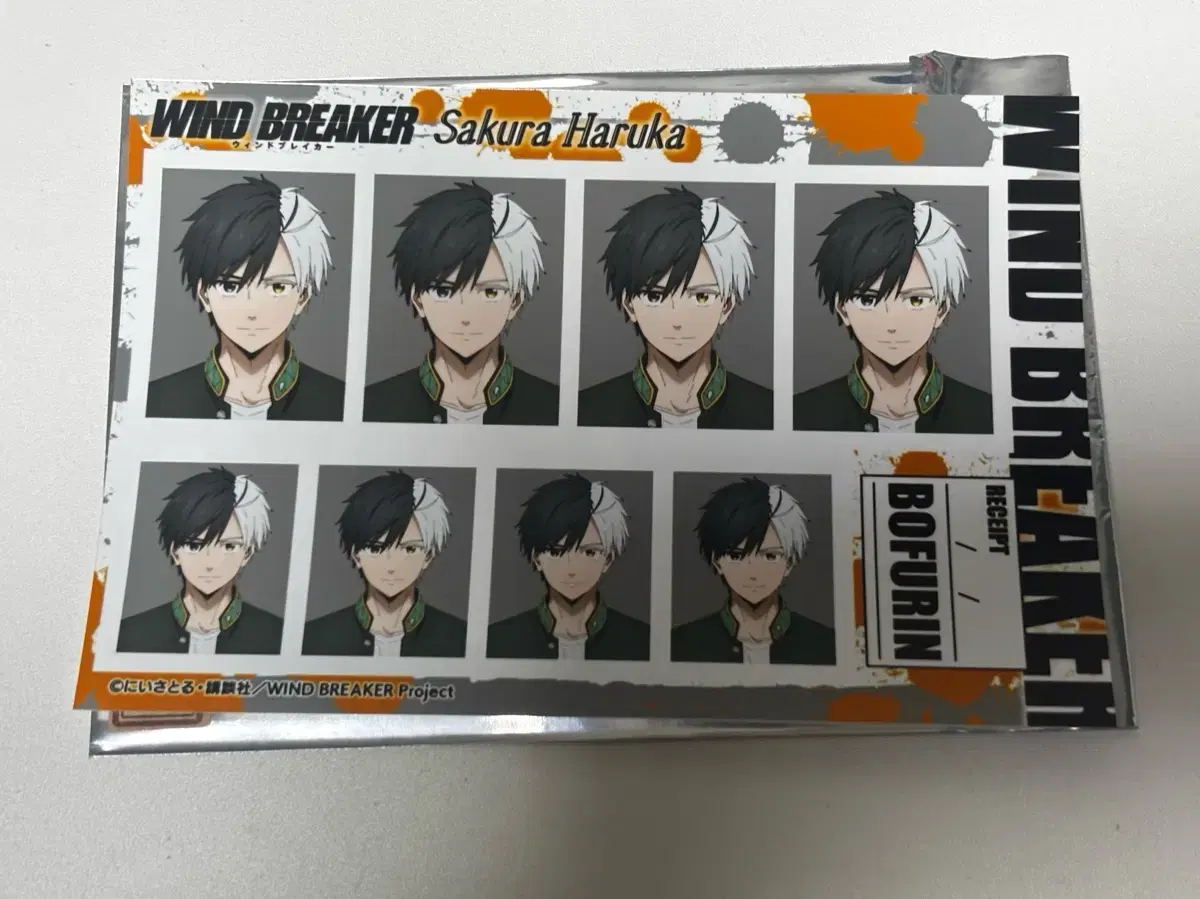 WIND BREAKER
ウィンドブレイカー
Sakura Haruka
WIND BREAKER
RECEIPT
/ /
BOFURIN
©にいさとる・講談社／WIND BREAKER Project